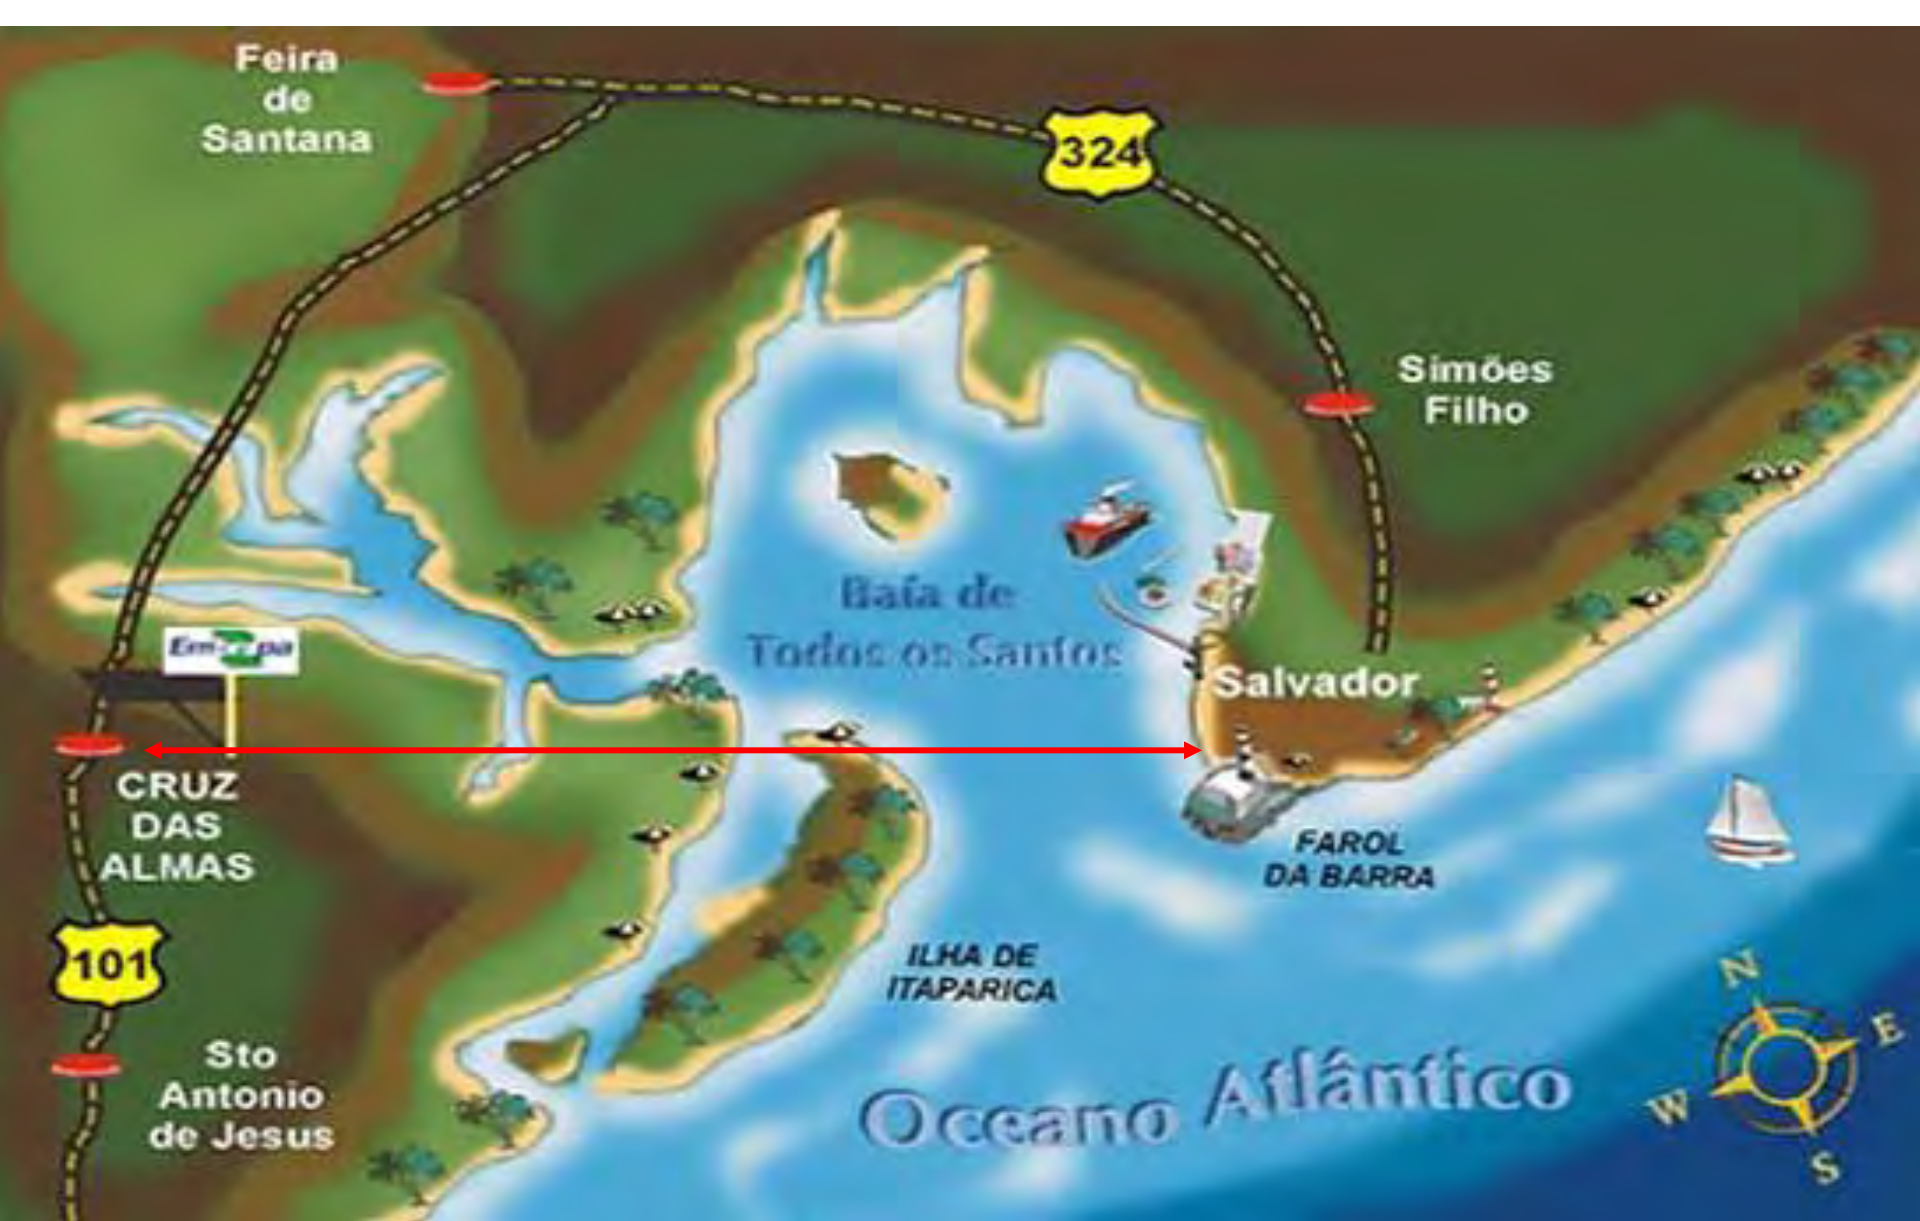 Feira
de
Santana
324
Simões
Filho
Baía de
Todos os Santos
Salvador
CRUZ
DAS
ALMAS
FAROL
DA BARRA
101
ILHA DE
ITAPARICA
Sto
Antonio
de Jesus
Oceano Atlântico
N
E
W
S